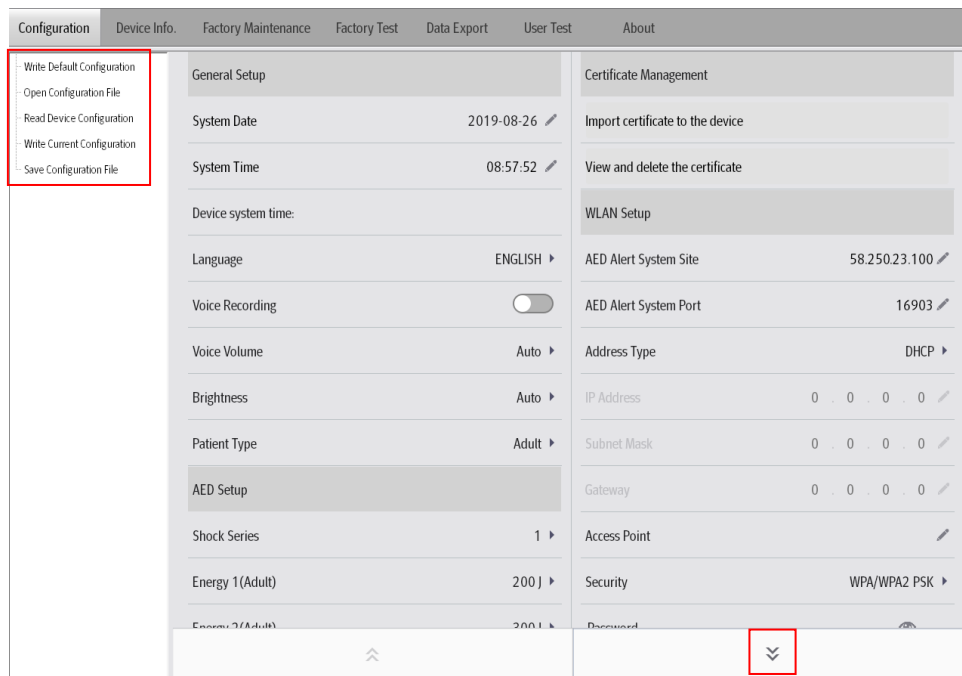 Configuration Device Info. Factory Maintenance Factory Test Data Export User Test About
Write Default Configuration
Open Configuration File
Read Device Configuration
Write Current Configuration
Save Configuration File
General Setup
System Date 2019-08-26
System Time 08:57:52
Device system time:
Language ENGLISH
Voice Recording
Voice Volume Auto
Brightness Auto
Patient Type Adult
AED Setup
Shock Series 1
Energy 1(Adult) 200 J
Energy 2(Adult) 300 J
Certificate Management
Import certificate to the device
View and delete the certificate
WLAN Setup
AED Alert System Site 58.250.23.100
AED Alert System Port 16903
Address Type DHCP
IP Address 0 . 0 . 0 . 0
Subnet Mask 0 . 0 . 0 . 0
Gateway 0 . 0 . 0 . 0
Access Point
Security WPA/WPA2 PSK
Password